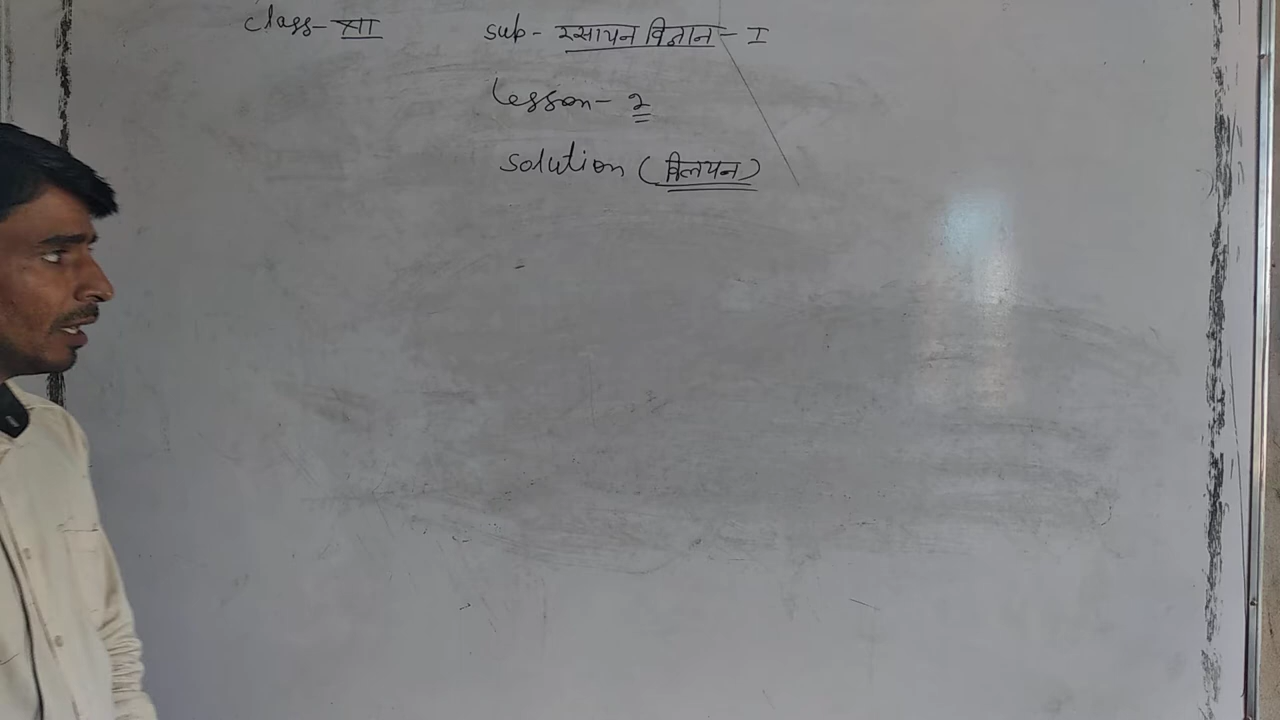 class- XII sub- रसायन विज्ञान - I
Lesson- 2
solution (विलयन)